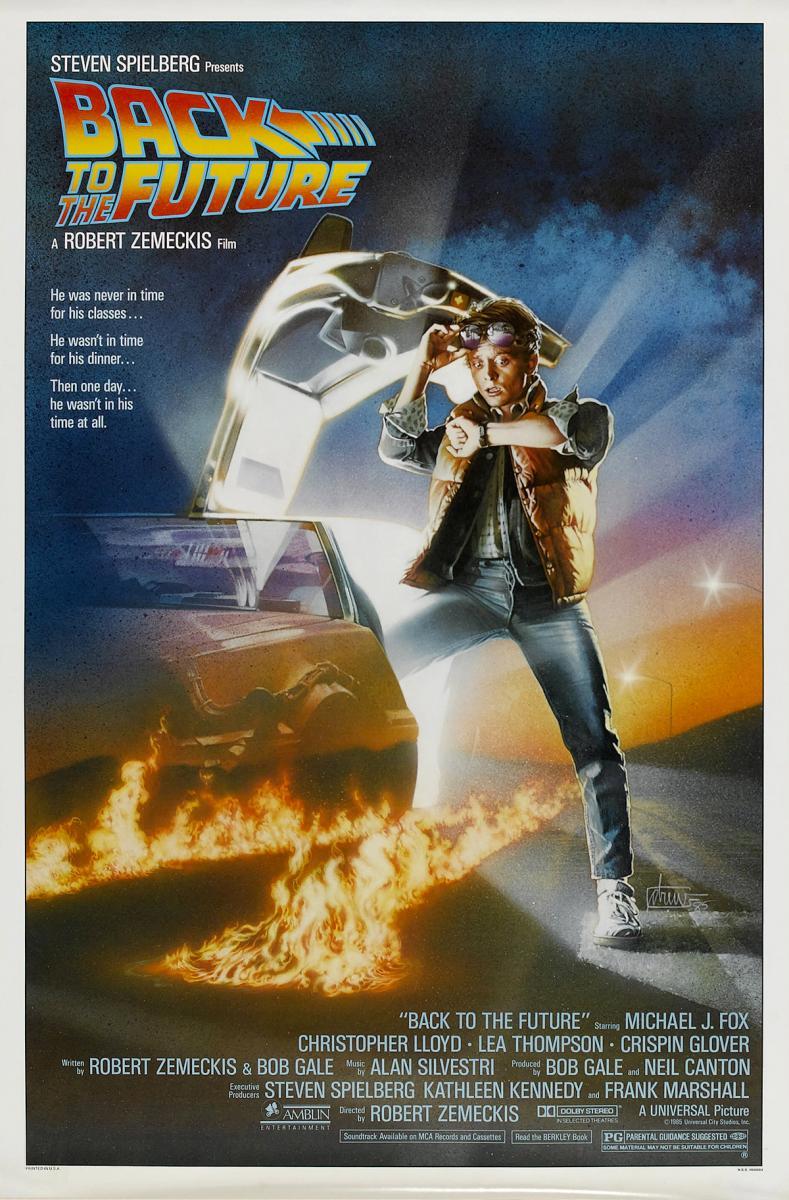 STEVEN SPIELBERG Presents
BACK
TO
THE FUTURE
A ROBERT ZEMECKIS Film
He was never in time
for his classes...
He wasn't in time
for his dinner...
Then one day...
he wasn't in his
time at all.
drew 85
"BACK TO THE FUTURE" Starring MICHAEL J. FOX
CHRISTOPHER LLOYD • LEA THOMPSON • CRISPIN GLOVER
Written by ROBERT ZEMECKIS & BOB GALE Music by ALAN SILVESTRI Produced by BOB GALE and NEIL CANTON
Executive Producers STEVEN SPIELBERG KATHLEEN KENNEDY and FRANK MARSHALL
AMBLIN ENTERTAINMENT Directed by ROBERT ZEMECKIS DOLBY STEREO IN SELECTED THEATRES A UNIVERSAL Picture
©1985 Universal City Studios, Inc.
Soundtrack Available on MCA Records and Cassettes Read the BERKLEY Book PG PARENTAL GUIDANCE SUGGESTED
SOME MATERIAL MAY NOT BE SUITABLE FOR CHILDREN
®
PRINTED IN U.S.A.